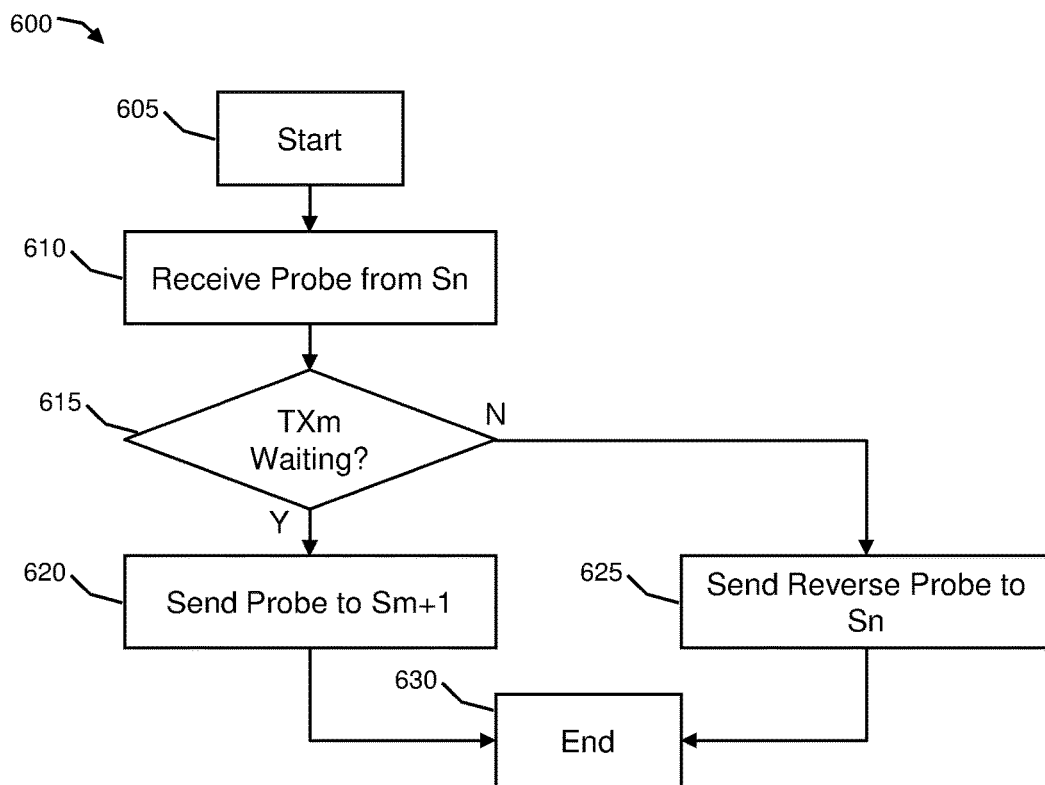 600
605
Start
610
Receive Probe from Sn
615
TXm
Waiting?
N
Y
620
Send Probe to Sm+1
625
Send Reverse Probe to
Sn
630
End